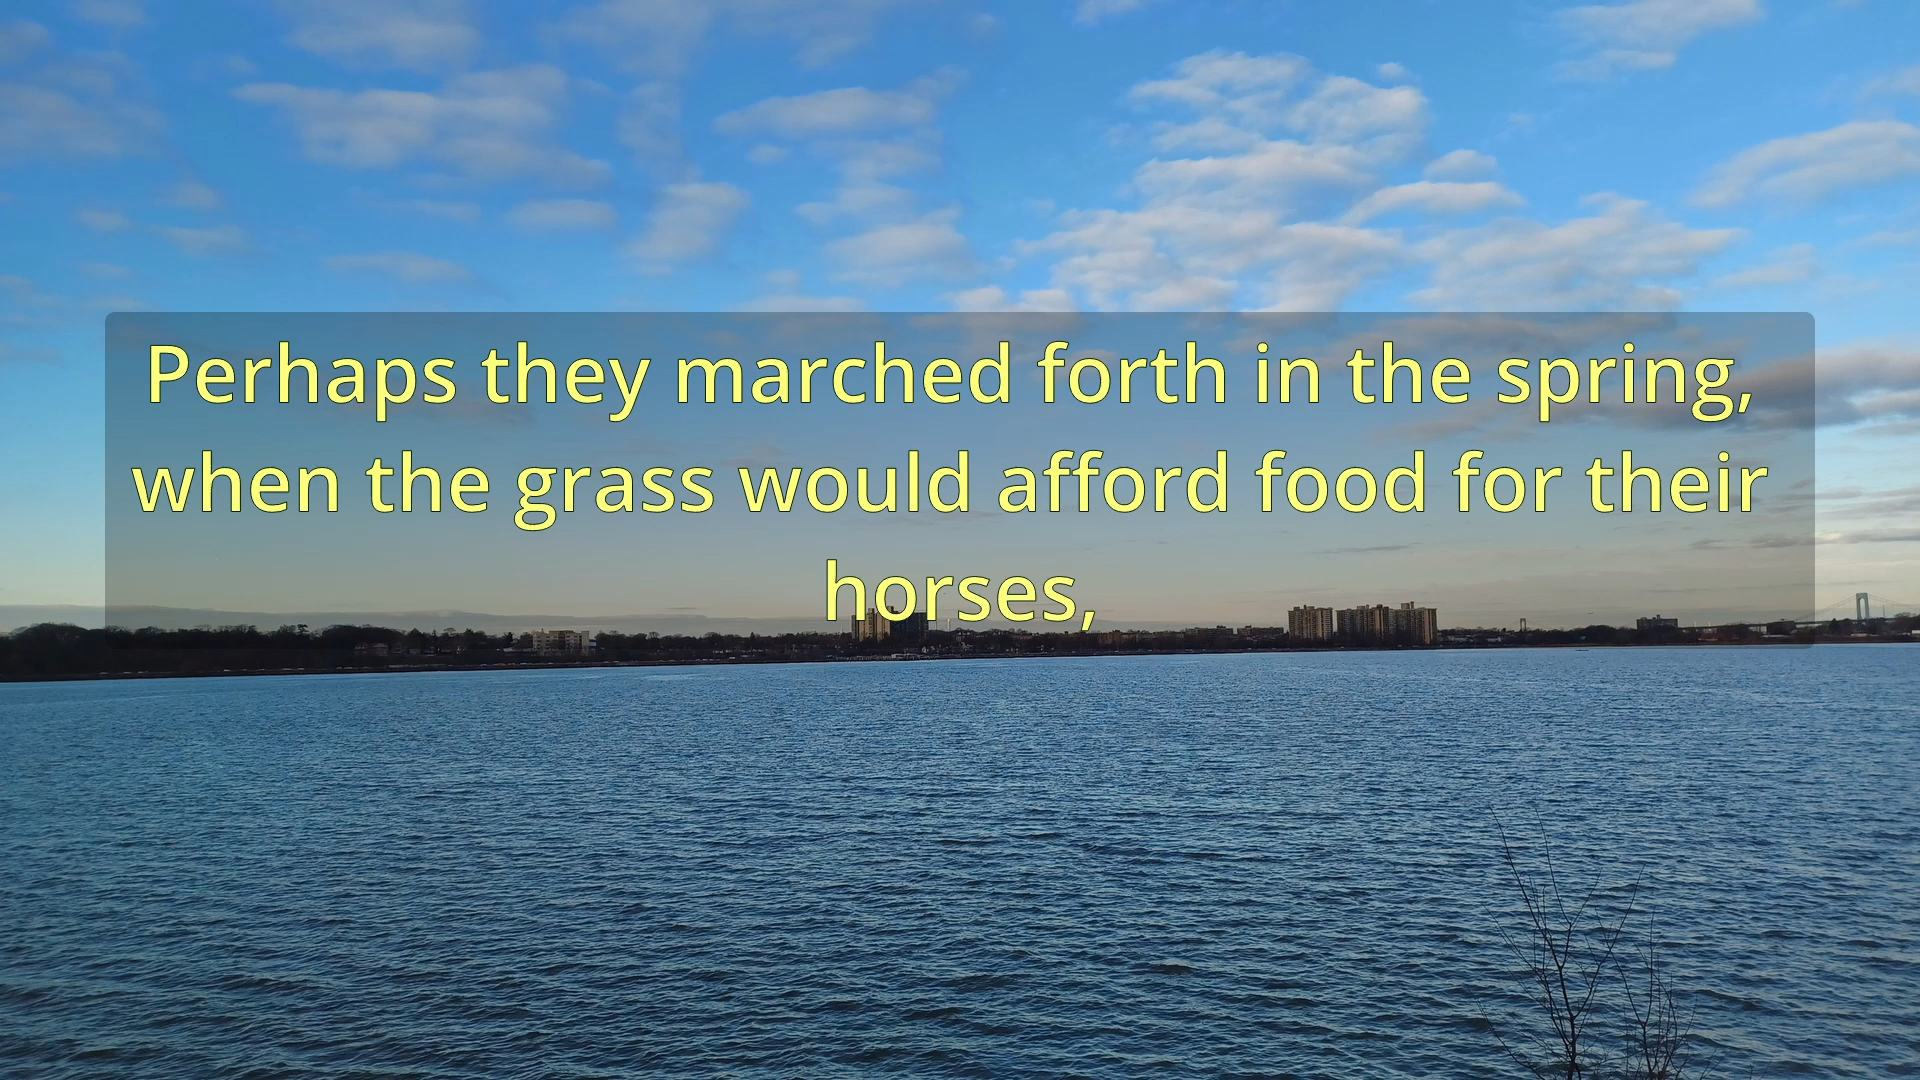 Perhaps they marched forth in the spring,
when the grass would afford food for their
horses,